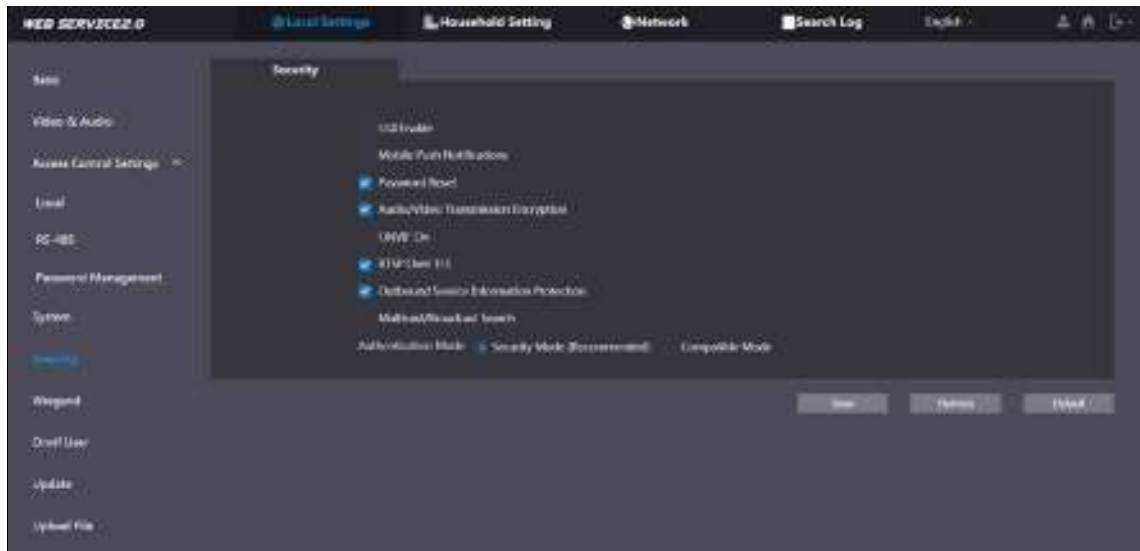 WEB SERVICE2.0
Local Settings
Household Setting
Network
Search Log
English
Basic
Video & Audio
Access Control Settings
Local
RS-485
Password Management
System
Security
Wiegand
Onvif User
Update
Upload File
Security
Mobile Push Notifications
Password Reset
Audio/Video Transmission Encryption
ONVIF On
RTSP Over TLS
Outbound Service Information Protection
Multicast/Broadcast Search
Authentication Mode Security Mode (Recommended) Compatible Mode
Save
Refresh
Default